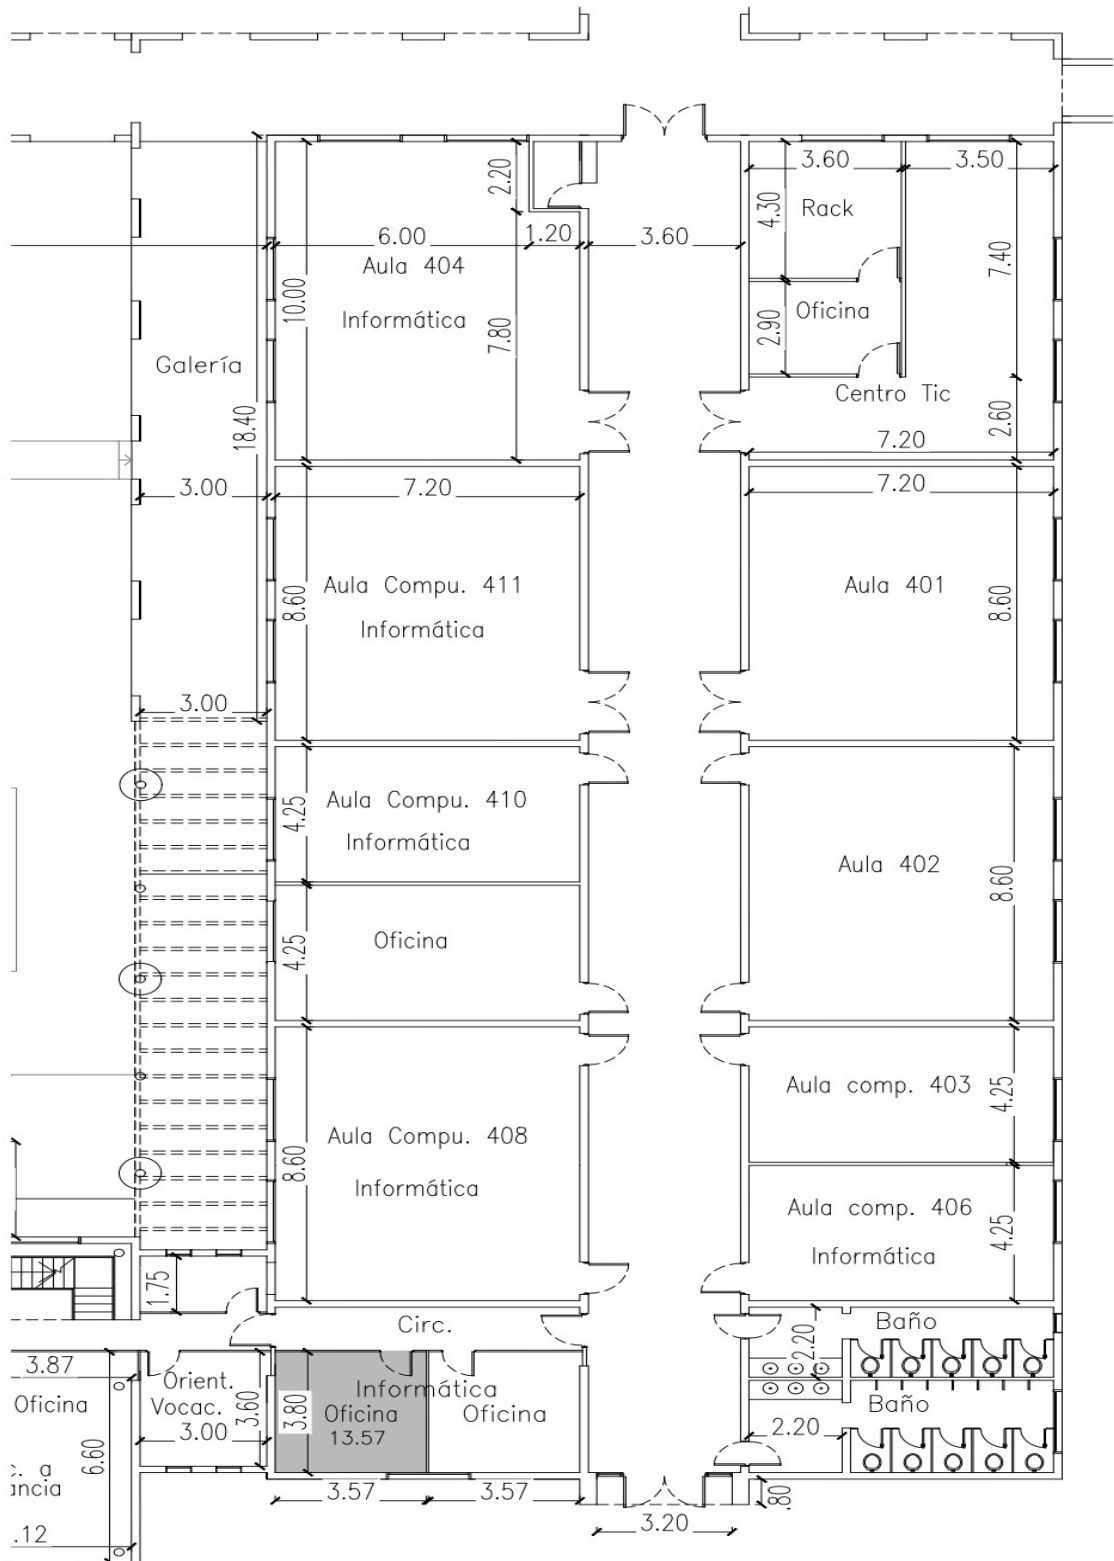 3.60
3.50
2.20
4.30
Rack
6.00
1.20
3.60
Aula 404
7.40
10.00
Informática
2.90
Oficina
7.80
Galería
18.40
Centro Tic
2.60
7.20
3.00
7.20
7.20
Aula Compu. 411
Aula 401
8.60
8.60
Informática
3.00
Aula Compu. 410
4.25
Informática
Aula 402
8.60
Oficina
4.25
Aula Compu. 408
Aula comp. 403
4.25
8.60
Informática
Aula comp. 406
4.25
Informática
1.75
Circ.
Baño
2.20
3.87
Órient.
Vocac.
3.00
3.60
3.80
Informática
Oficina
13.57
Oficina
Oficina
6.60
Baño
2.20
c. a
ancia
3.57
3.57
.80
3.20
.12